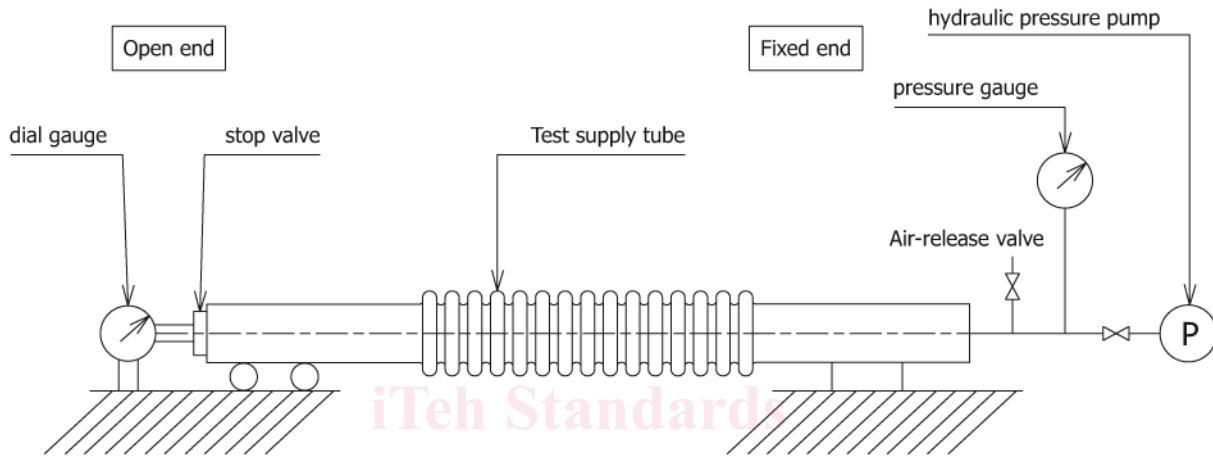 hydraulic pressure pump
Open end
Fixed end
pressure gauge
dial gauge
stop valve
Test supply tube
Air-release valve
P
iTeh Standards